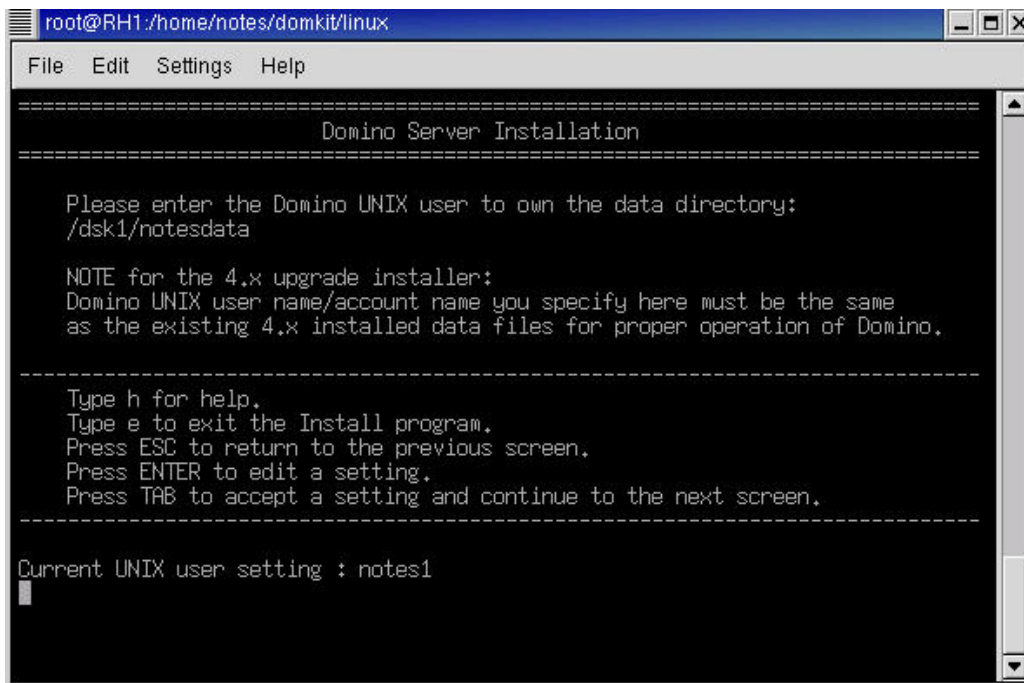 root@RH1:/home/notes/domkit/linux
File Edit Settings Help
================================================================================
Domino Server Installation
================================================================================
Please enter the Domino UNIX user to own the data directory:
/dsk1/notesdata
NOTE for the 4.x upgrade installer:
Domino UNIX user name/account name you specify here must be the same
as the existing 4.x installed data files for proper operation of Domino.
--------------------------------------------------------------------------------
Type h for help.
Type e to exit the Install program.
Press ESC to return to the previous screen.
Press ENTER to edit a setting.
Press TAB to accept a setting and continue to the next screen.
--------------------------------------------------------------------------------
Current UNIX user setting : notes1